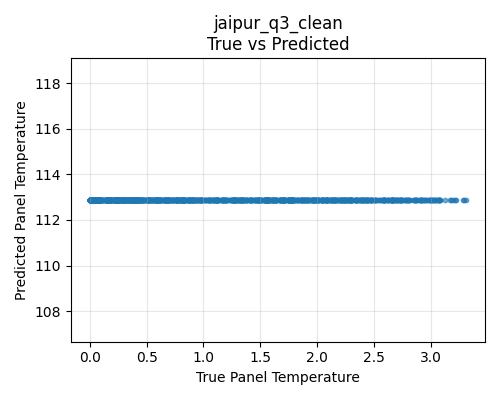 jaipur_q3_clean
True vs Predicted
Predicted Panel Temperature
118
116
114
112
110
108
0.0 0.5 1.0 1.5 2.0 2.5 3.0
True Panel Temperature